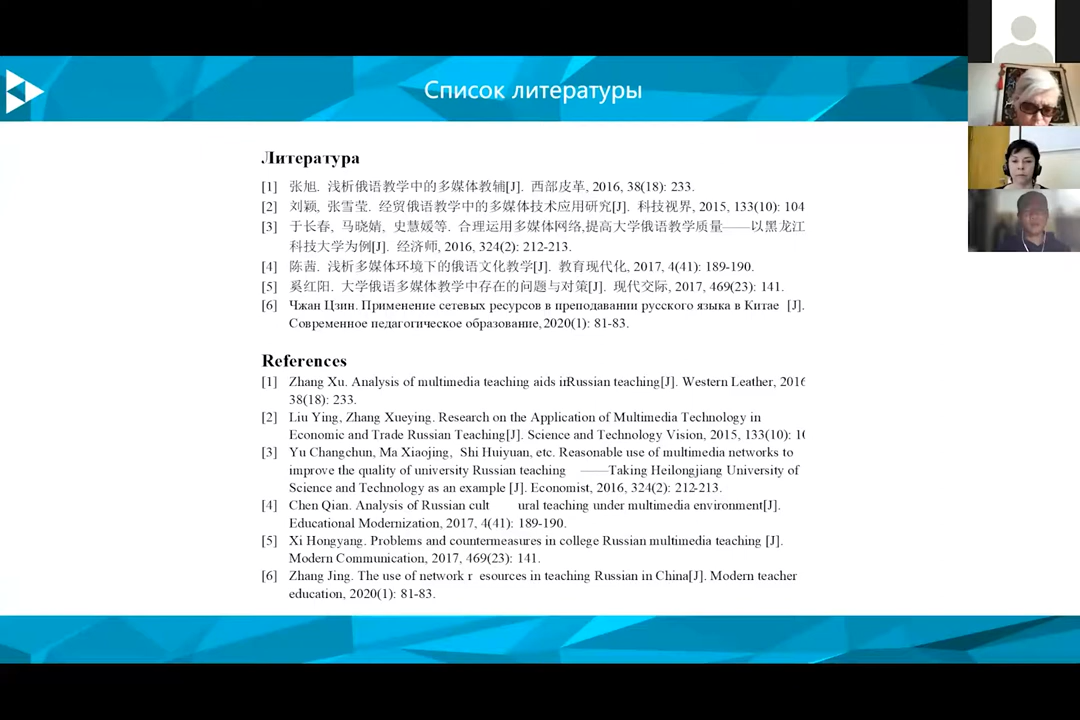 Список литературы
Литература
[1] 张旭. 浅析俄语教学中的多媒体教辅[J]. 西部皮革, 2016, 38(18): 233.
[2] 刘颖, 张雪莹. 经贸俄语教学中的多媒体技术应用研究[J]. 科技视界, 2015, 133(10): 104
[3] 于长春, 马晓婧, 史慧媛等. 合理运用多媒体网络,提高大学俄语教学质量——以黑龙江
科技大学为例[J]. 经济师, 2016, 324(2): 212-213.
[4] 陈茜. 浅析多媒体环境下的俄语文化教学[J]. 教育现代化, 2017, 4(41): 189-190.
[5] 奚红阳. 大学俄语多媒体教学中存在的问题与对策[J]. 现代交际, 2017, 469(23): 141.
[6] Чжан Цзин. Применение сетевых ресурсов в преподавании русского языка в Китае [J].
Современное педагогическое образование, 2020(1): 81-83.
References
[1] Zhang Xu. Analysis of multimedia teaching aids in Russian teaching[J]. Western Leather, 2016
38(18): 233.
[2] Liu Ying, Zhang Xueying. Research on the Application of Multimedia Technology in
Economic and Trade Russian Teaching[J]. Science and Technology Vision, 2015, 133(10): 10
[3] Yu Changchun, Ma Xiaojing, Shi Huiyuan, etc. Reasonable use of multimedia networks to
improve the quality of university Russian teaching ——Taking Heilongjiang University of
Science and Technology as an example [J]. Economist, 2016, 324(2): 212-213.
[4] Chen Qian. Analysis of Russian cult ural teaching under multimedia environment[J].
Educational Modernization, 2017, 4(41): 189-190.
[5] Xi Hongyang. Problems and countermeasures in college Russian multimedia teaching [J].
Modern Communication, 2017, 469(23): 141.
[6] Zhang Jing. The use of network r esources in teaching Russian in China[J]. Modern teacher
education, 2020(1): 81-83.